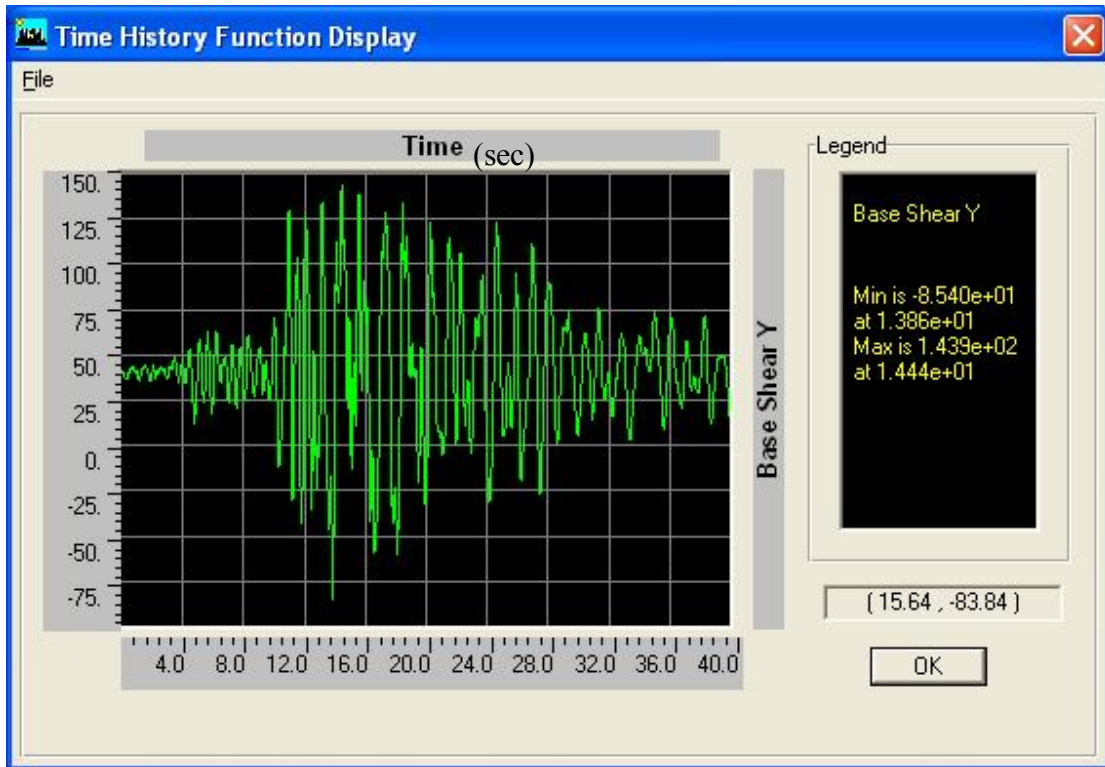 Time History Function Display
File
Time (sec)
150.
125.
100.
75.
50.
25.
0.
-25.
-50.
-75.
4.0 8.0 12.0 16.0 20.0 24.0 28.0 32.0 36.0 40.0
Base Shear Y
Legend
Base Shear Y
Min is -8.540e+01
at 1.386e+01
Max is 1.439e+02
at 1.444e+01
( 15.64 , -83.84 )
OK